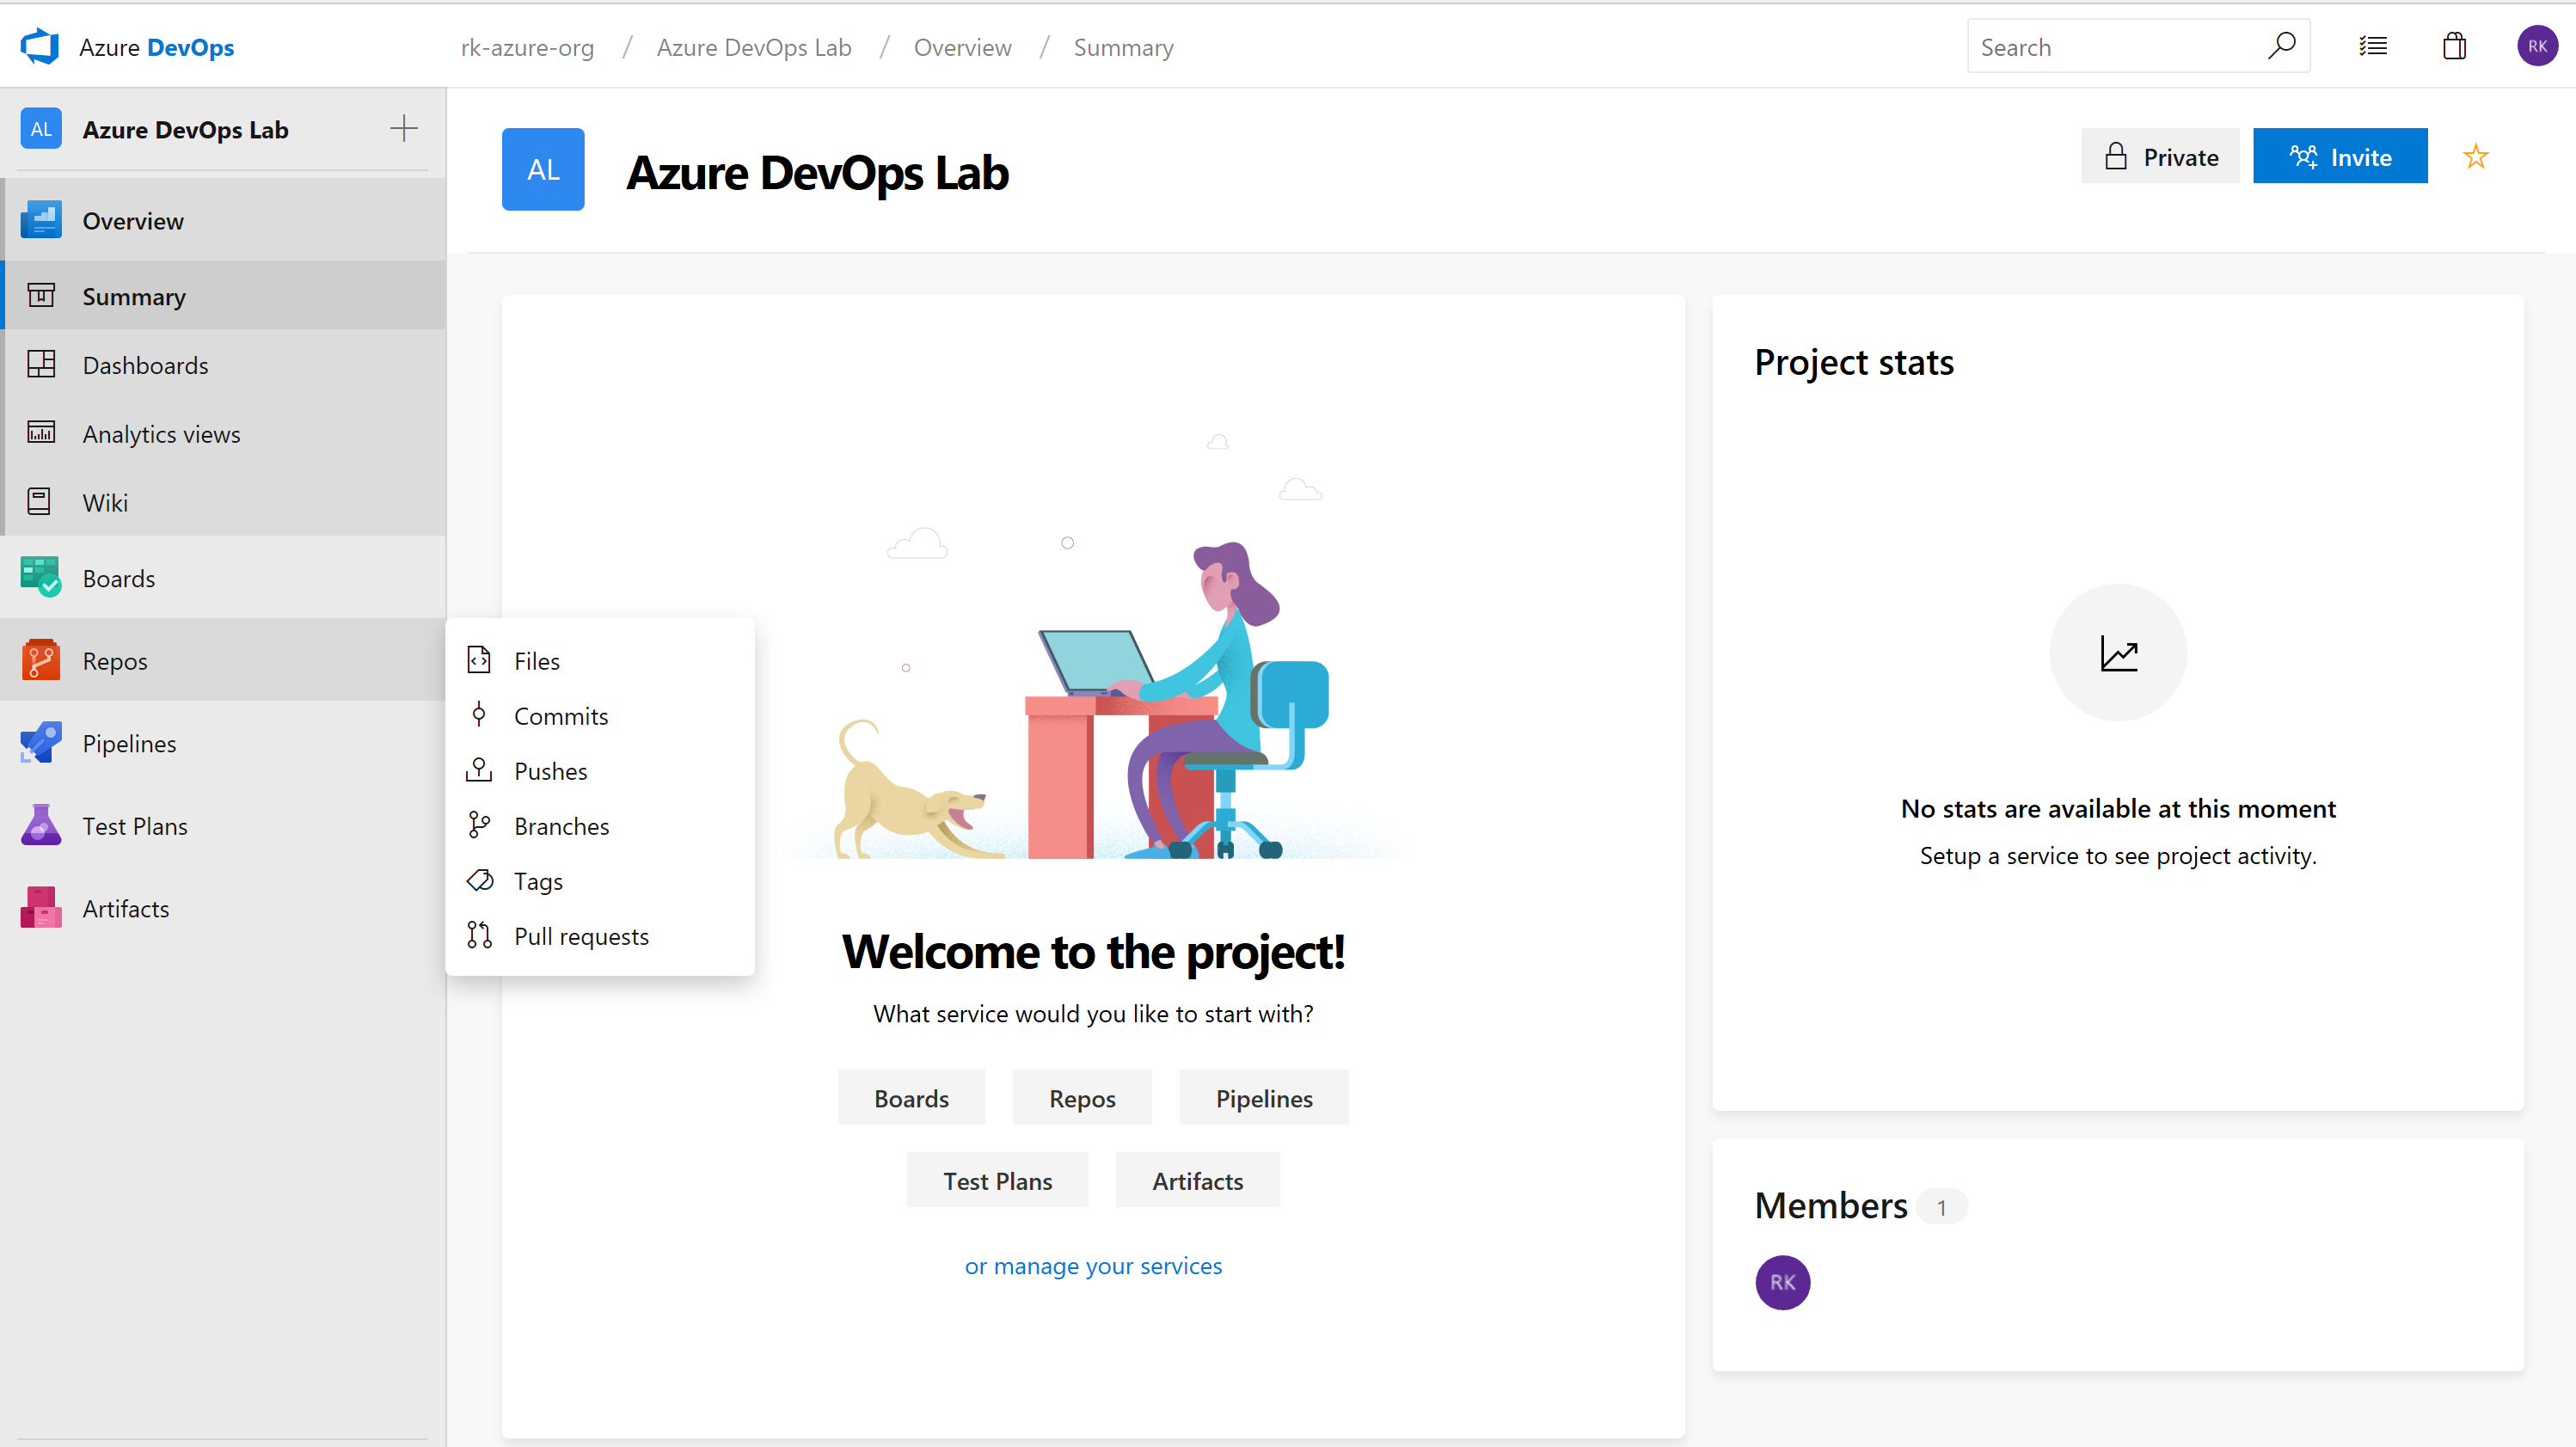 Azure DevOps
rk-azure-org / Azure DevOps Lab / Overview / Summary
Search
RK
AL Azure DevOps Lab
Overview
Summary
Dashboards
Analytics views
Wiki
Boards
Repos
Pipelines
Test Plans
Artifacts
Files
Commits
Pushes
Branches
Tags
Pull requests
AL Azure DevOps Lab
Private
Invite
Welcome to the project!
What service would you like to start with?
Boards Repos Pipelines
Test Plans Artifacts
or manage your services
Project stats
No stats are available at this moment
Setup a service to see project activity.
Members 1
RK